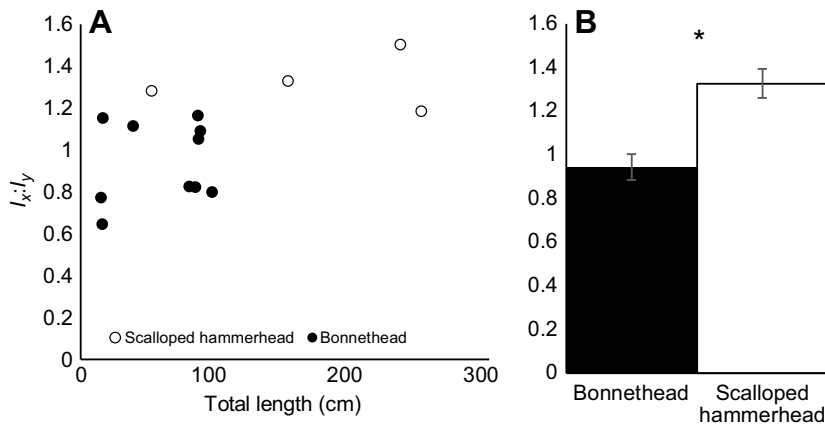 A
1.6
1.4
1.2
1
0.8
0.6
0.4
0.2
0
Ix:Iy
Scalloped hammerhead
Bonnethead
0
100
200
300
Total length (cm)
B
*
1.6
1.4
1.2
1
0.8
0.6
0.4
0.2
0
Bonnethead
Scalloped
hammerhead